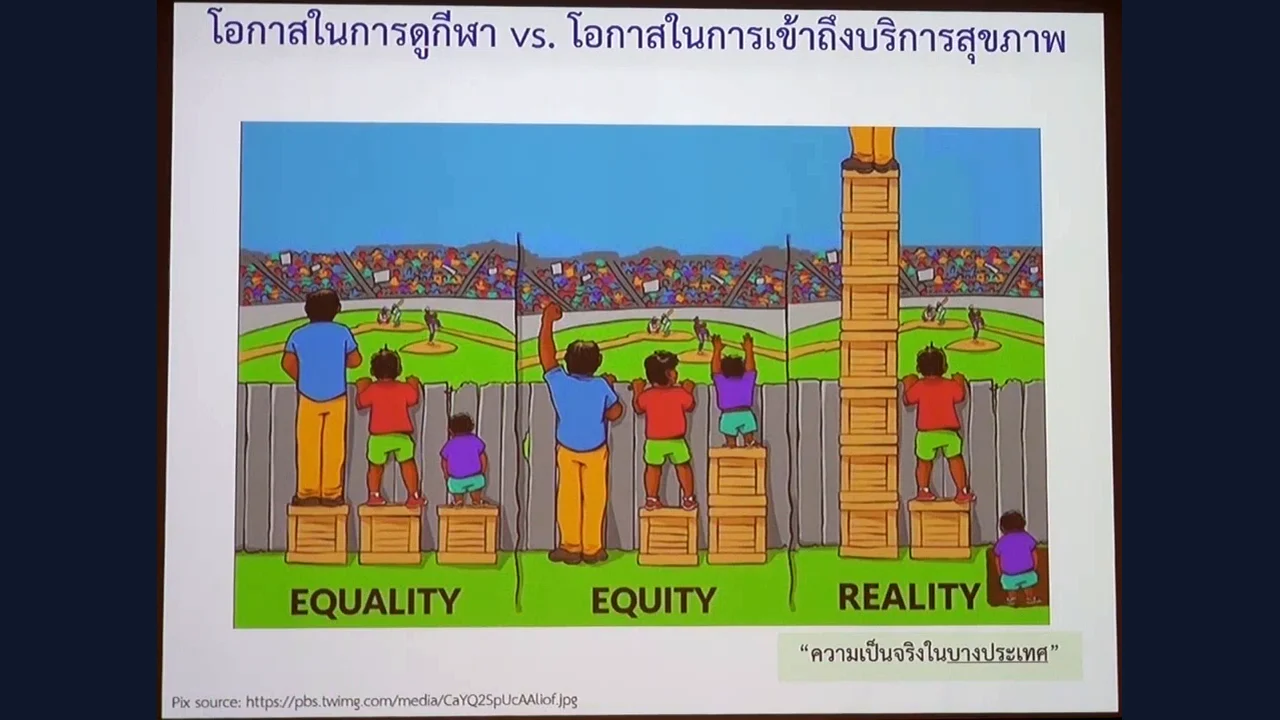 โอกาสในการดูกีฬา vs. โอกาสในการเข้าถึงบริการสุขภาพ
EQUALITY
EQUITY
REALITY
“ความเป็นจริงในบางประเทศ”
Pix source: https://pbs.twimg.com/media/CaYQ2SpUcAAliof.jpg